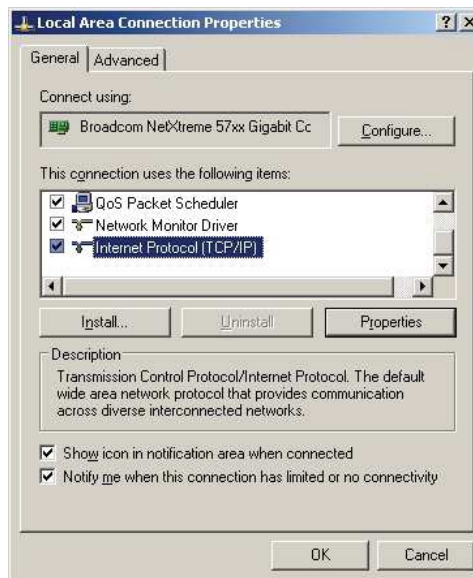 Local Area Connection Properties
General
Advanced
Connect using:
Broadcom NetXtreme 57xx Gigabit Cc
Configure...
This connection uses the following items:
QoS Packet Scheduler
Network Monitor Driver
Internet Protocol (TCP/IP)
Install...
Uninstall
Properties
Description
Transmission Control Protocol/Internet Protocol. The default
wide area network protocol that provides communication
across diverse interconnected networks.
Show icon in notification area when connected
Notify me when this connection has limited or no connectivity
OK
Cancel